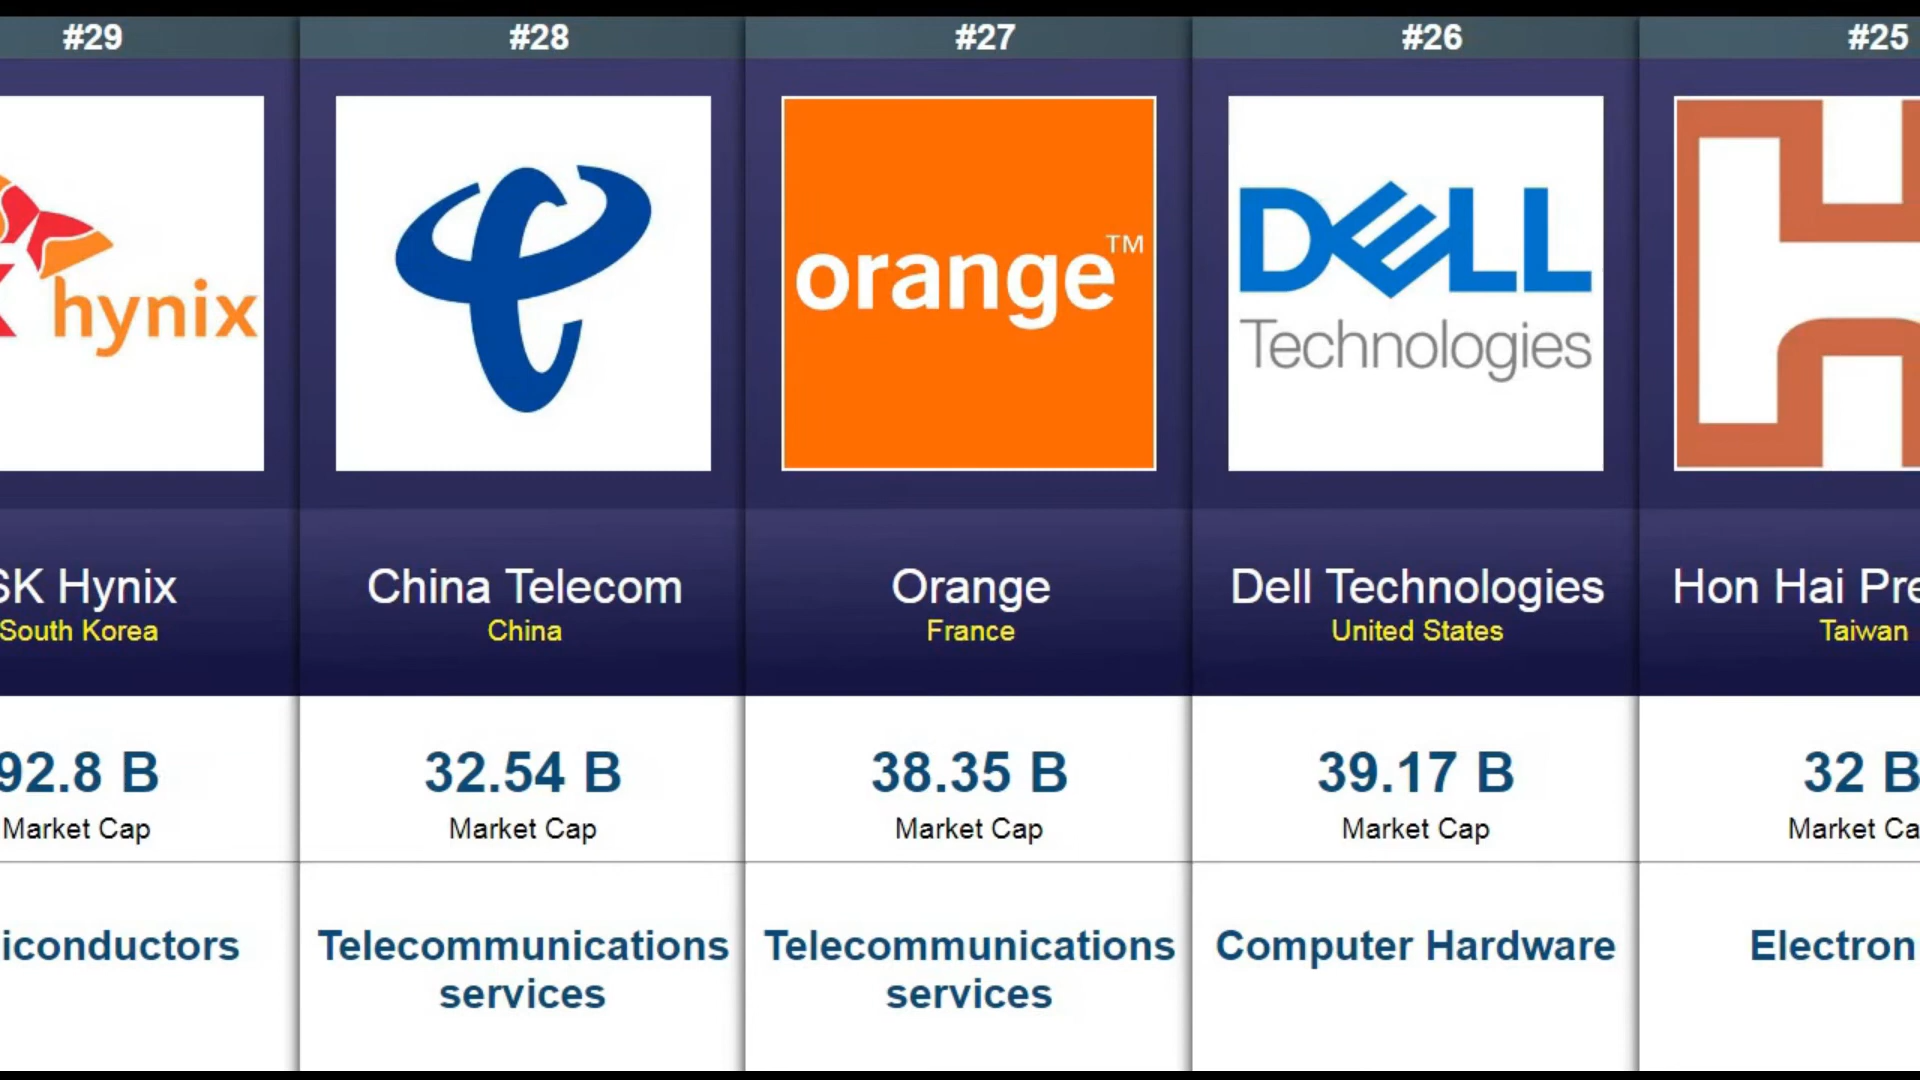 #29
#28
#27
#26
#25
hynix
orange™
DELL
Technologies
SK Hynix
China Telecom
Orange
Dell Technologies
Hon Hai Pre
South Korea
China
France
United States
Taiwan
92.8 B
32.54 B
38.35 B
39.17 B
32 B
Market Cap
Market Cap
Market Cap
Market Cap
Market Ca
iconductors
Telecommunications
services
Telecommunications
services
Computer Hardware
Electron